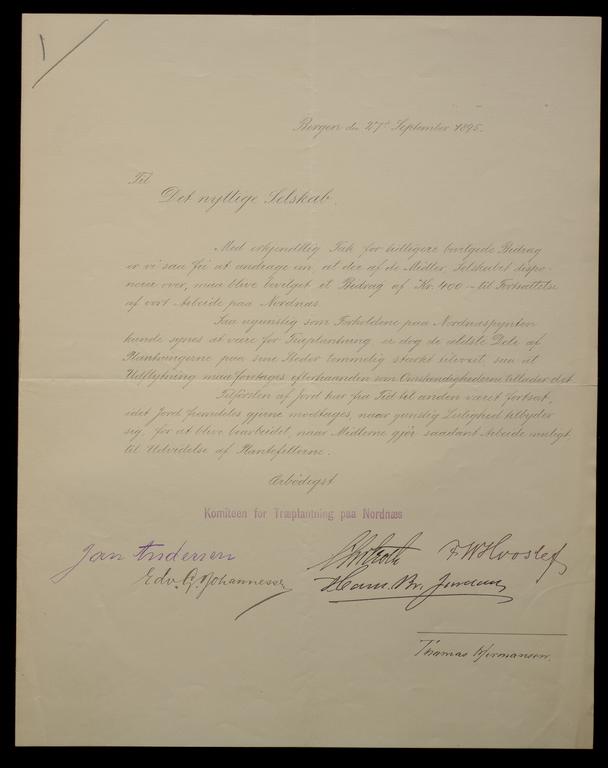 1
Bergen den 27de September 1895.
Til
Det nyttige Selskab.
Med erkjendtlig Tak for tidligere bevilgede Bidrag
er vi saa fri at andrage om, at der af de Midler, Selskabet dispo-
nerer over, maa blive bevilget et Bidrag af Kr. 400 - til Fortsættelse
af vort Arbeide paa Nordnæs.
Saa ugunstig som Forholdene paa Nordnæspynten
kunde synes at være for Træplantning er dog de ældste Dele af
Plantningerne paa sine Steder temmelig stærkt tilvoxet, saa at
Udflytning maa foretages efterhaanden som Omstændighederne tillader det.
Tilførslen af Jord har fra Tid til anden været fortsat,
idet Jord fremdeles gjerne modtages, naar gunstig Leilighed tilbyder
sig, for at blive bearbeidet, naar Midlerne gjør saadant Arbeide muligt,
til Udvidelse af Plantefelterne.
Ærbødigst
Komiteen for Træplantning paa Nordnæs
Jan Andersen
Edv. G. Johannessen
Herm. Br. Jordan
Thomas Hermansen.